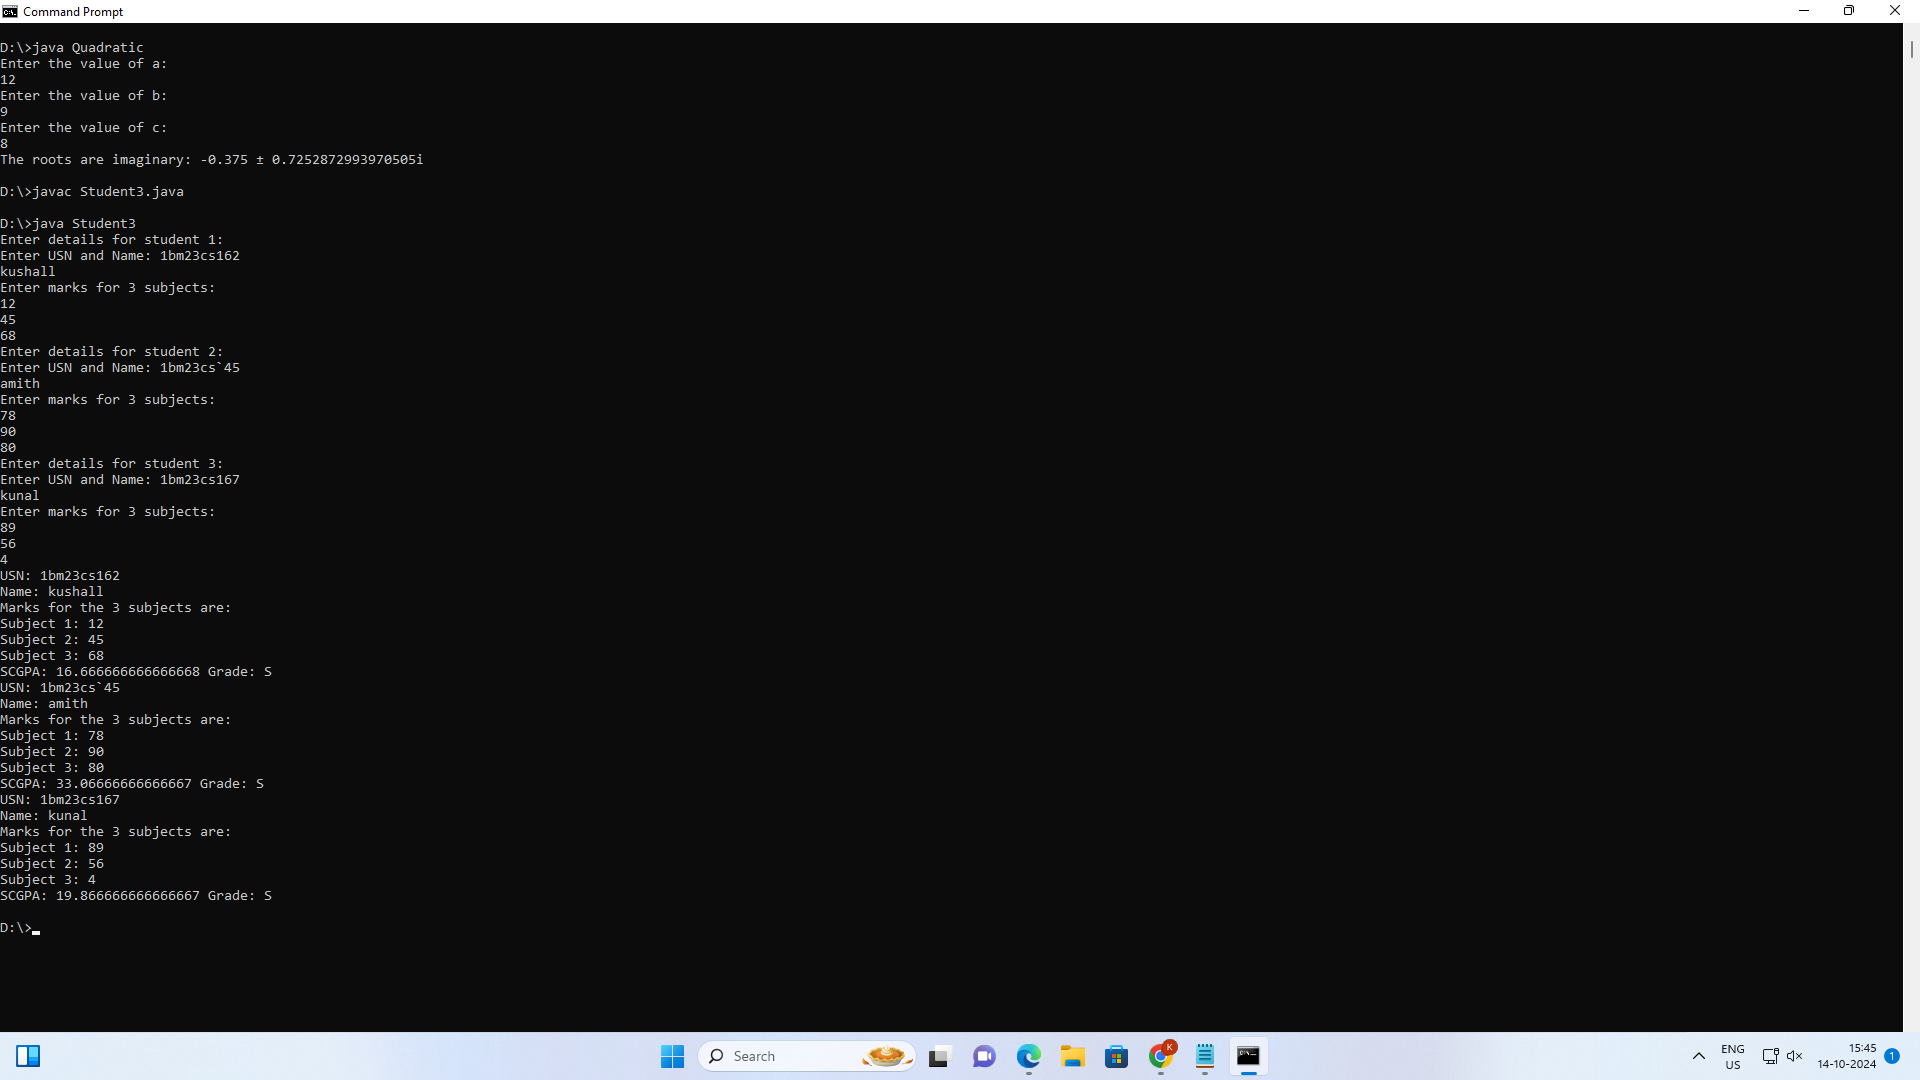 Command Prompt
D:\>java Quadratic
Enter the value of a:
12
Enter the value of b:
9
Enter the value of c:
8
The roots are imaginary: -0.375 ± 0.7252872993970505i
D:\>javac Student3.java
D:\>java Student3
Enter details for student 1:
Enter USN and Name: 1bm23cs162
kushall
Enter marks for 3 subjects:
12
45
68
Enter details for student 2:
Enter USN and Name: 1bm23cs`45
amith
Enter marks for 3 subjects:
78
90
80
Enter details for student 3:
Enter USN and Name: 1bm23cs167
kunal
Enter marks for 3 subjects:
89
56
4
USN: 1bm23cs162
Name: kushall
Marks for the 3 subjects are:
Subject 1: 12
Subject 2: 45
Subject 3: 68
SCGPA: 16.666666666666668 Grade: S
USN: 1bm23cs`45
Name: amith
Marks for the 3 subjects are:
Subject 1: 78
Subject 2: 90
Subject 3: 80
SCGPA: 33.06666666666667 Grade: S
USN: 1bm23cs167
Name: kunal
Marks for the 3 subjects are:
Subject 1: 89
Subject 2: 56
Subject 3: 4
SCGPA: 19.866666666666667 Grade: S
D:\>
Search
K
ENG
US
15:45
14-10-2024
1